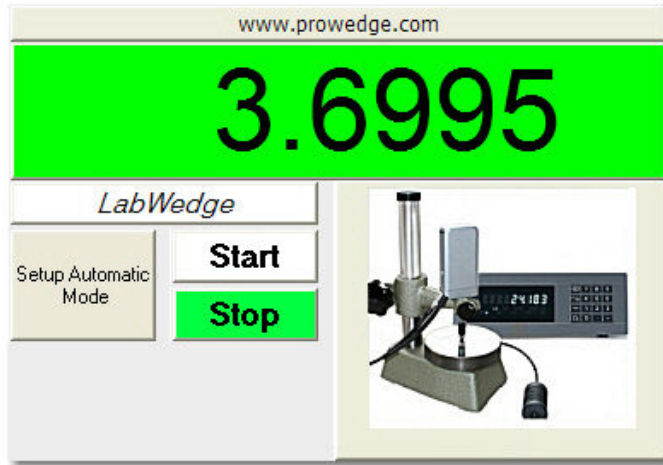 www.prowedge.com
3.6995
LabWedge
Setup Automatic
Mode
Start
Stop
24183